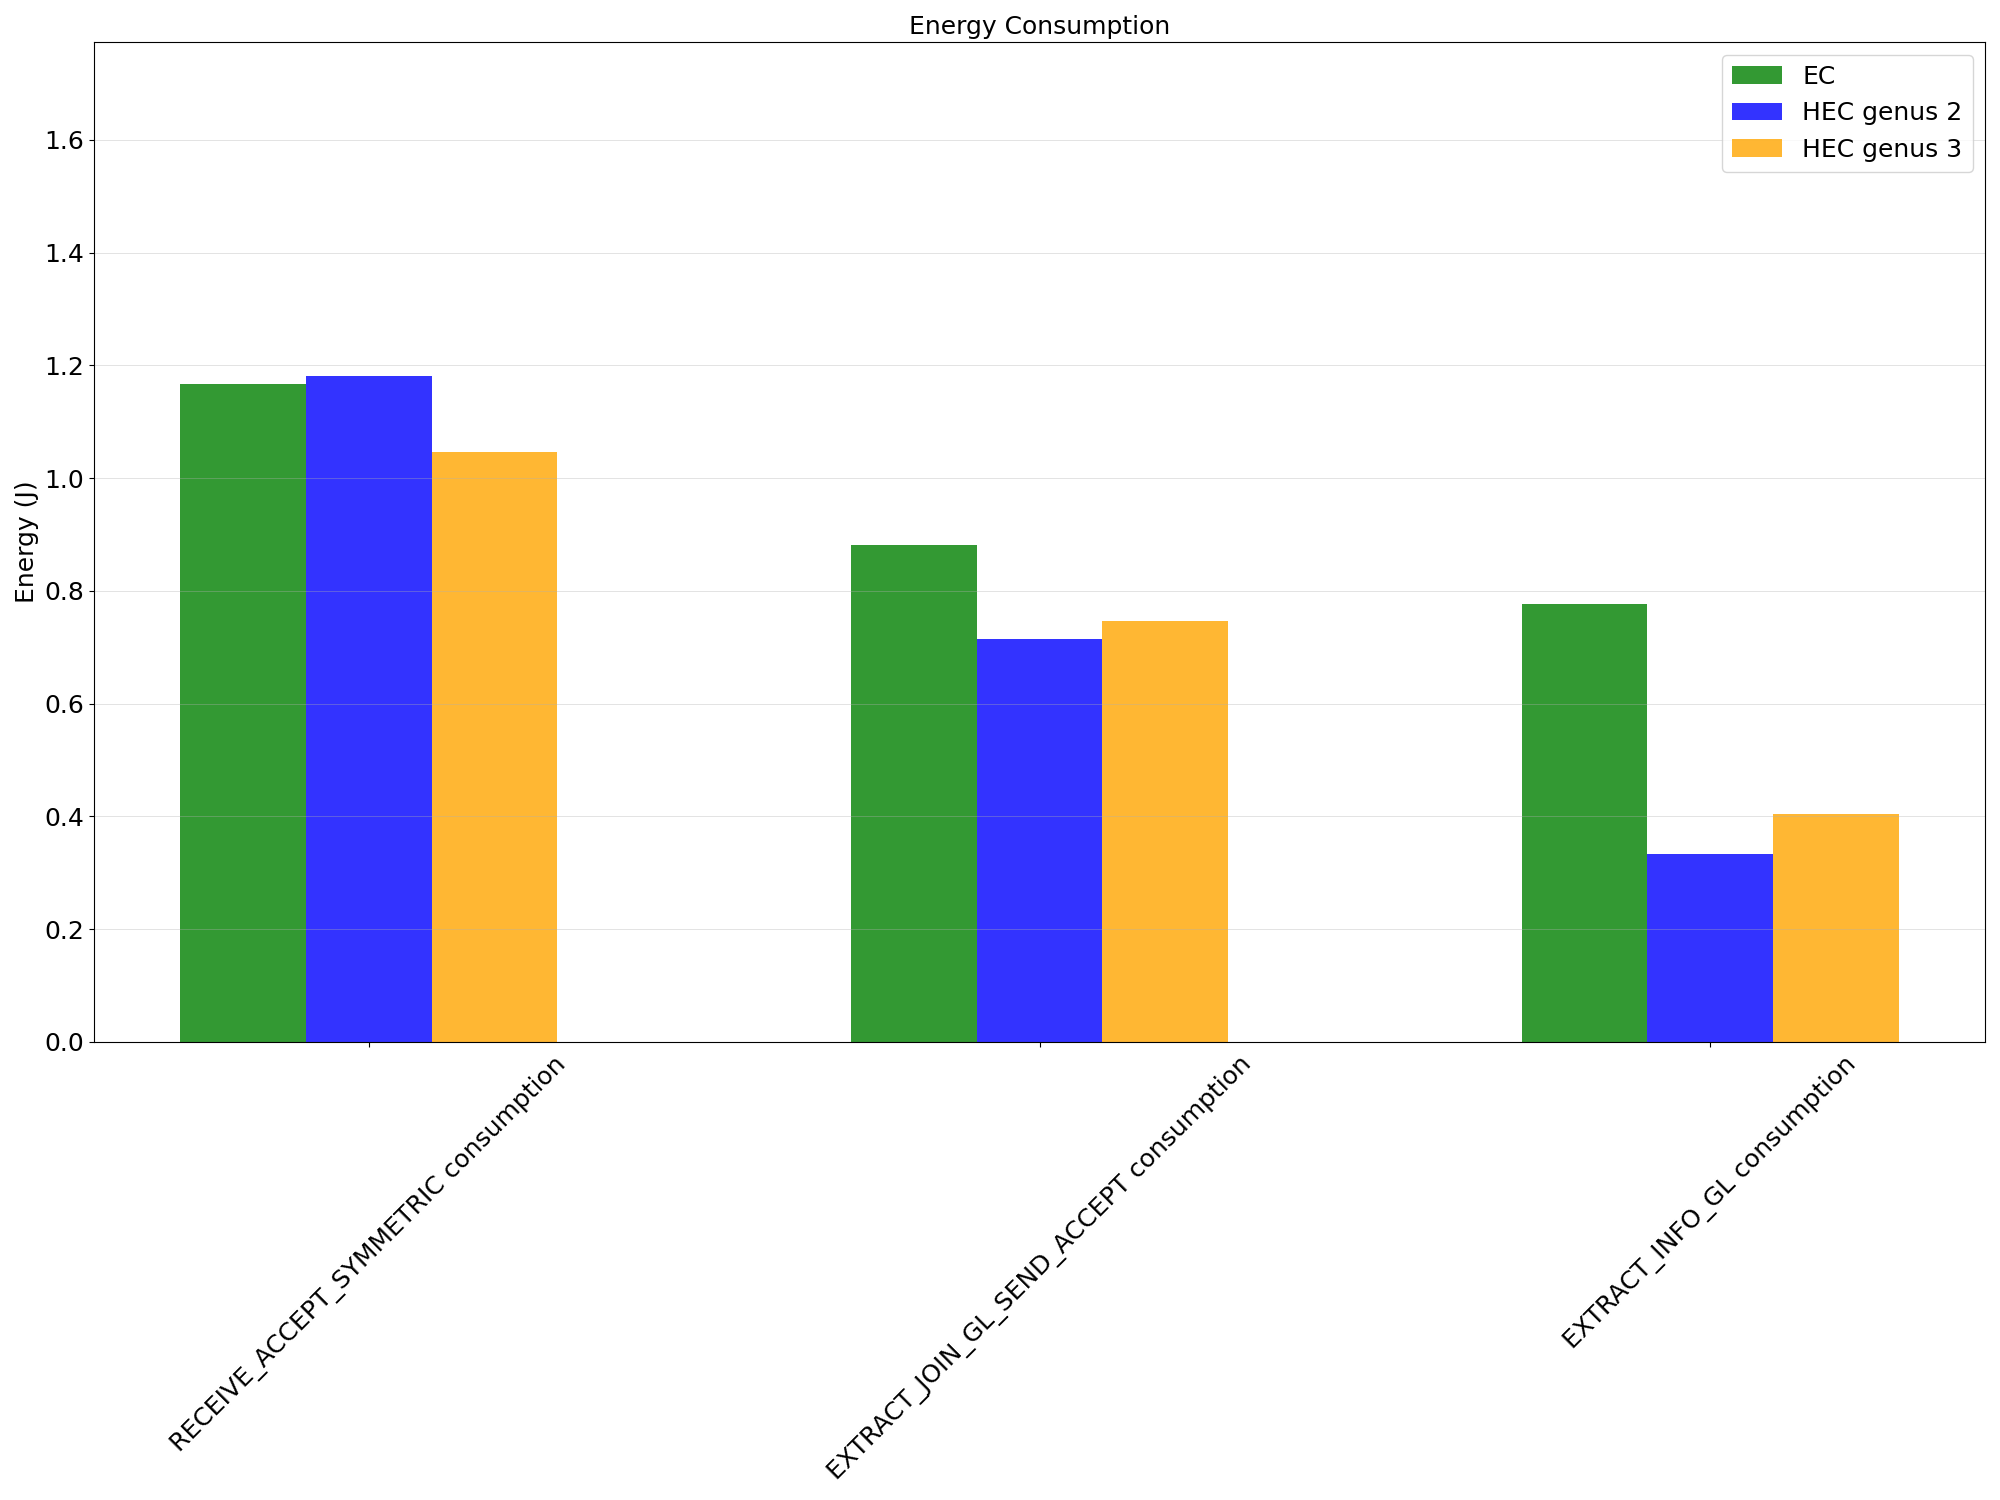 Energy Consumption
EC
HEC genus 2
HEC genus 3
Energy (J)
1.6
1.4
1.2
1.0
0.8
0.6
0.4
0.2
0.0
RECEIVE_ACCEPT_SYMMETRIC consumption
EXTRACT_JOIN_GL_SEND_ACCEPT consumption
EXTRACT_INFO_GL consumption